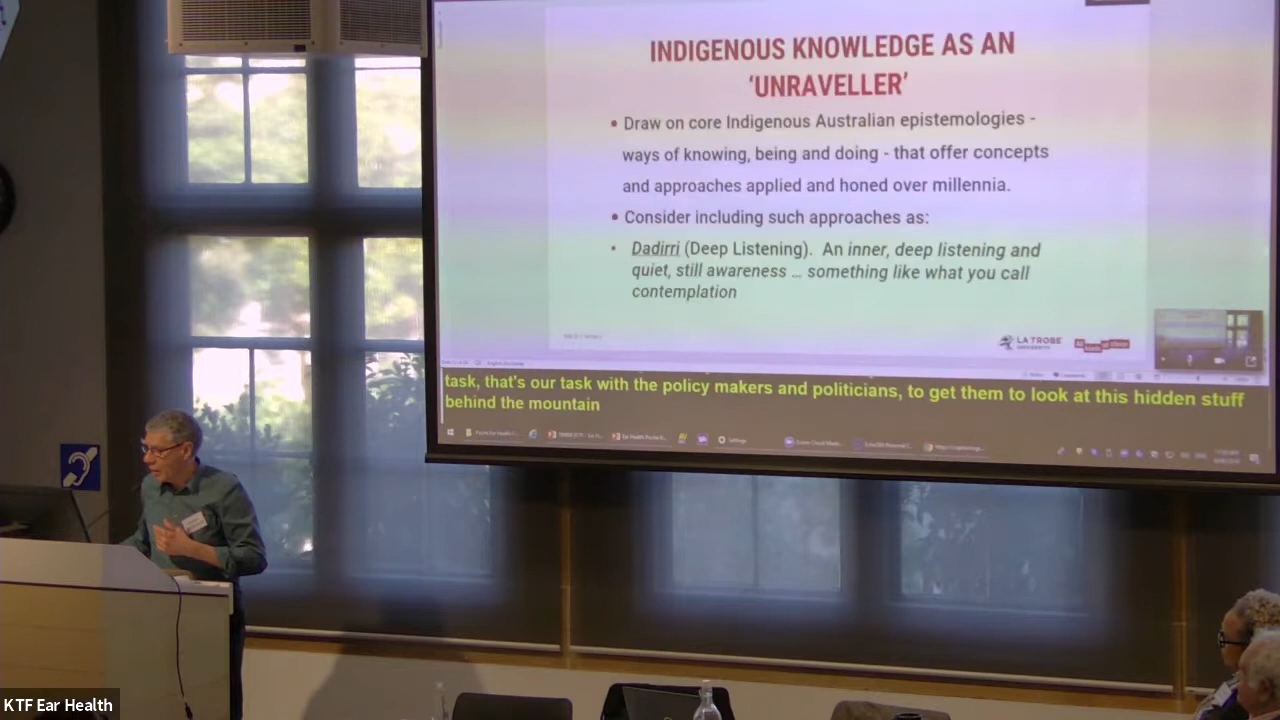 INDIGENOUS KNOWLEDGE AS AN
‘UNRAVELLER’
• Draw on core Indigenous Australian epistemologies -
ways of knowing, being and doing - that offer concepts
and approaches applied and honed over millennia.
• Consider including such approaches as:
• Dadirri (Deep Listening). An inner, deep listening and
quiet, still awareness … something like what you call
contemplation
LA TROBE
UNIVERSITY
task, that's our task with the policy makers and politicians, to get them to look at this hidden stuff
behind the mountain
Settings
KTF Ear Health